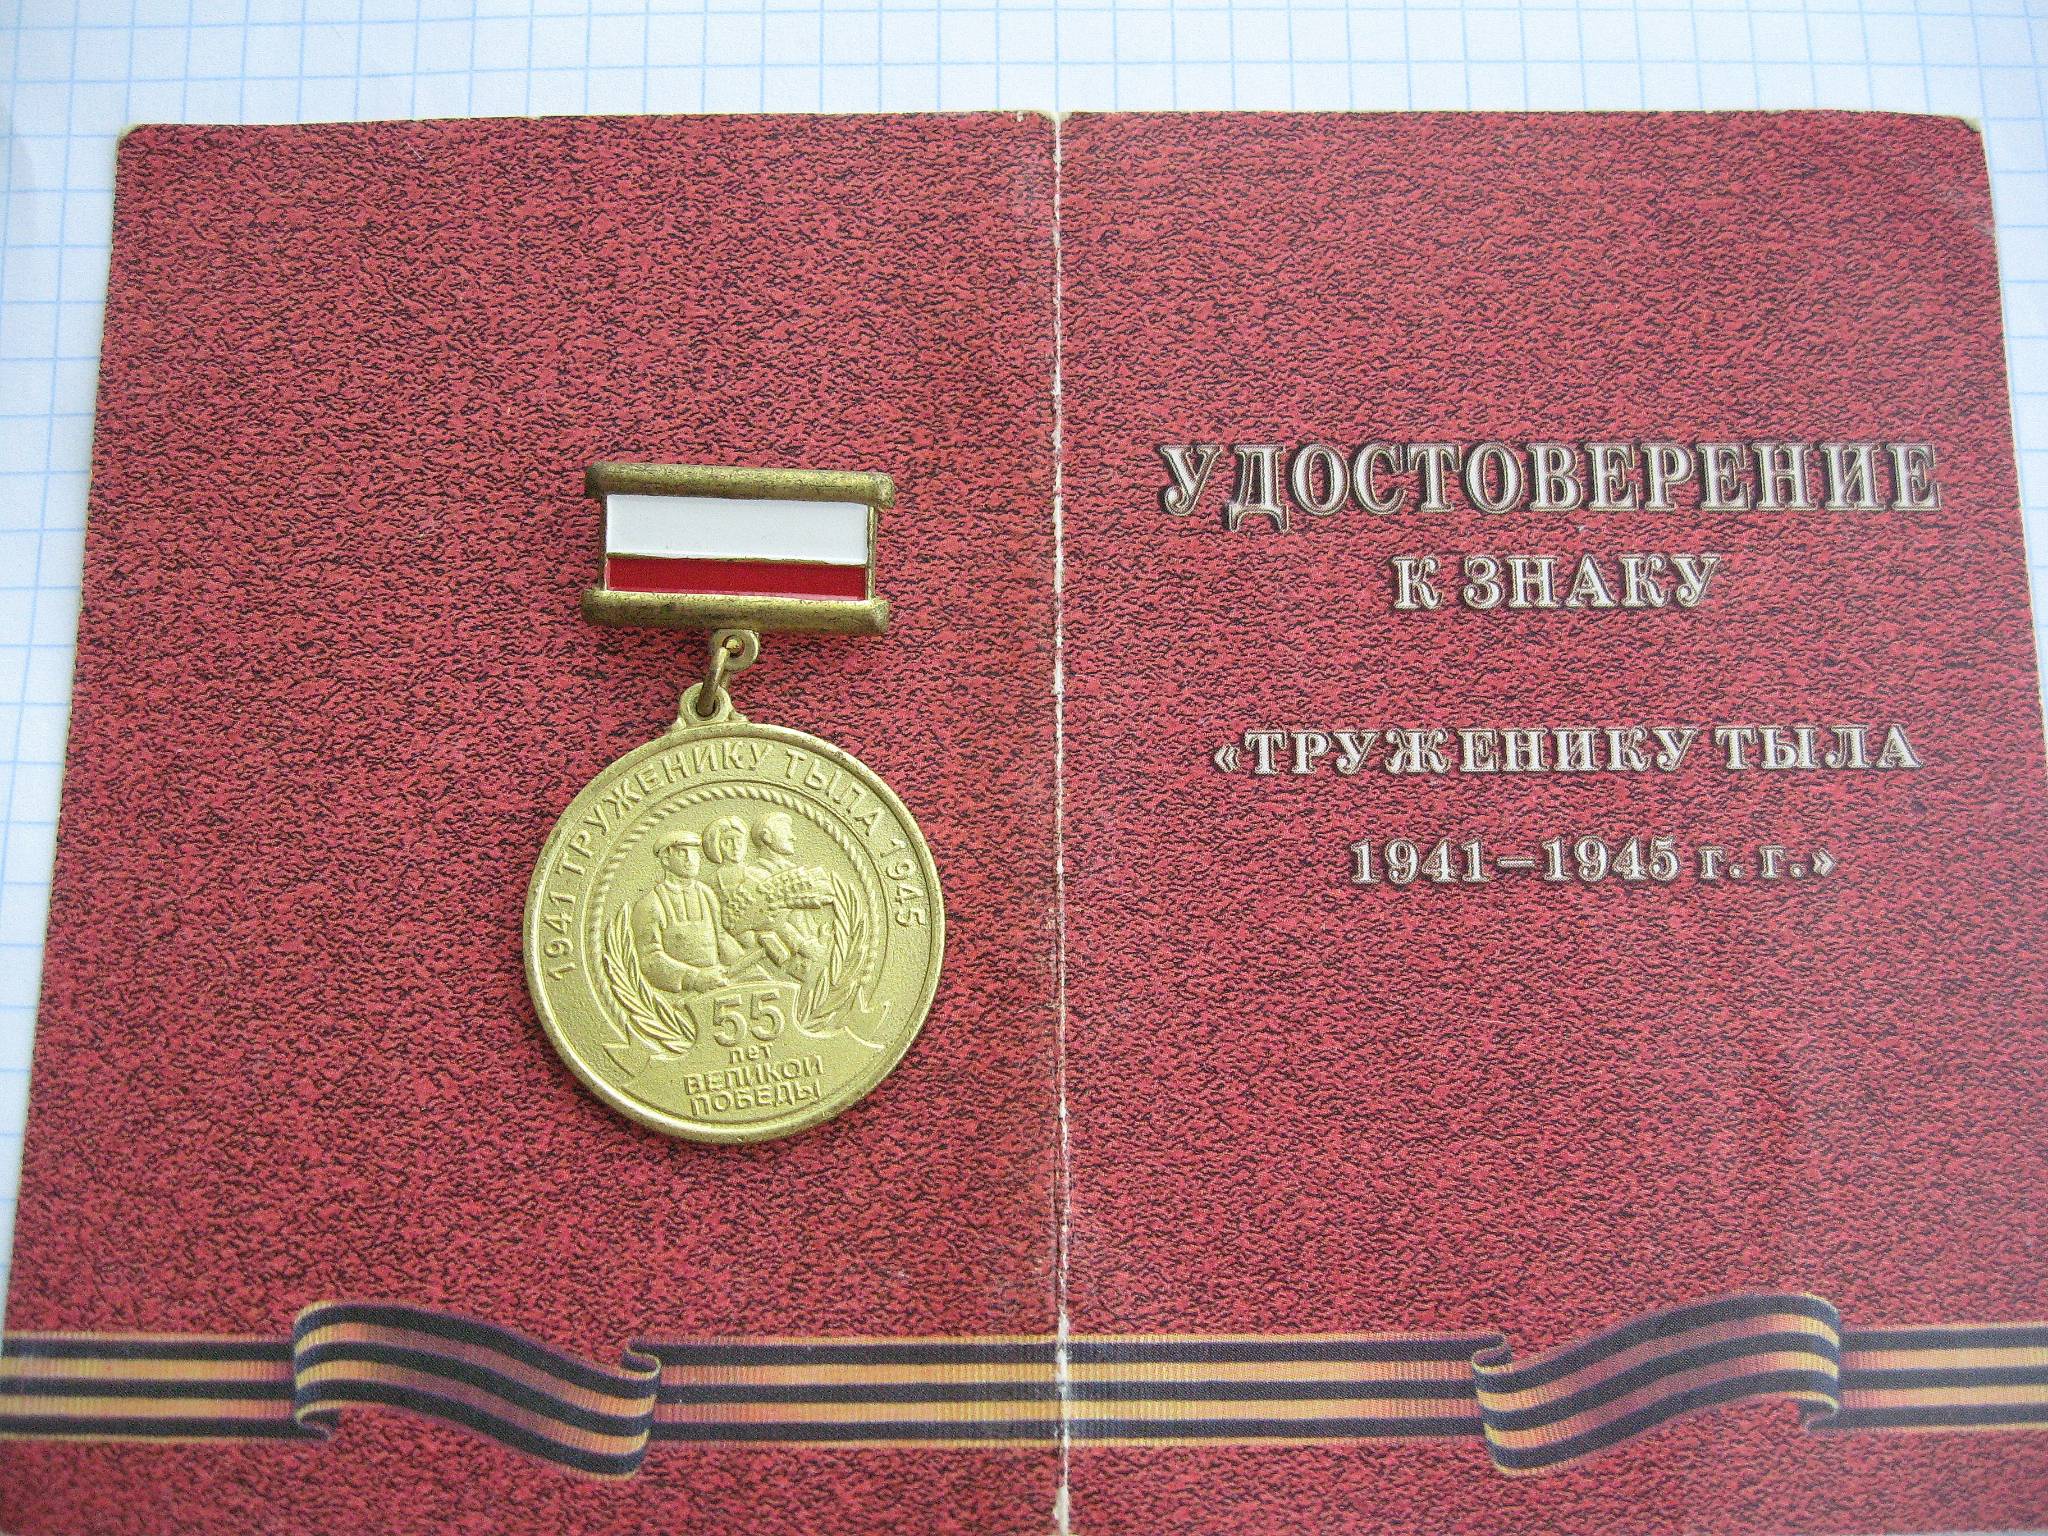 1941 ТРУЖЕНИКУ ТЫЛА 1945
55
лет
ВЕЛИКОЙ
ПОБЕДЫ
УДОСТОВЕРЕНИЕ
К ЗНАКУ
«ТРУЖЕНИКУ ТЫЛА
1941–1945 г. г.»